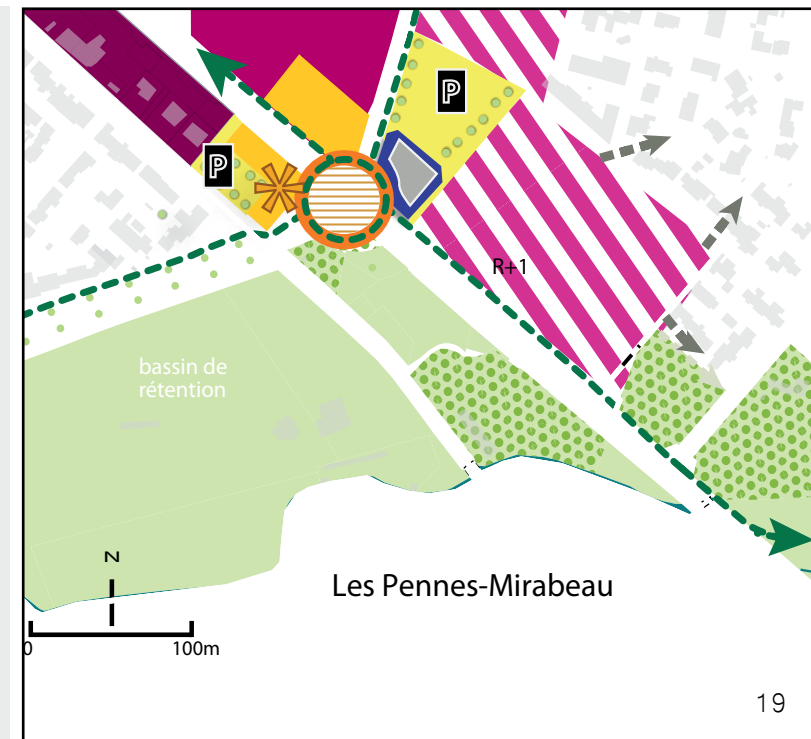 P
P
R+1
bassin de
rétention
N
Les Pennes-Mirabeau
0
100m
19